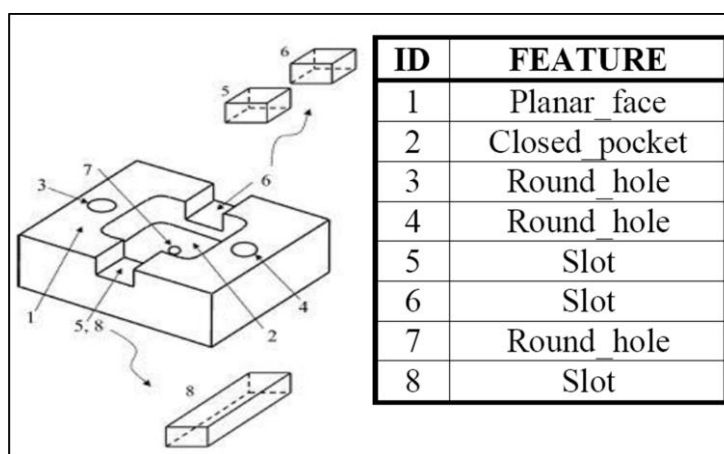 6
5
7
6
3
1
5, 8
2
4
8
ID FEATURE
1 Planar_face
2 Closed_pocket
3 Round_hole
4 Round_hole
5 Slot
6 Slot
7 Round_hole
8 Slot